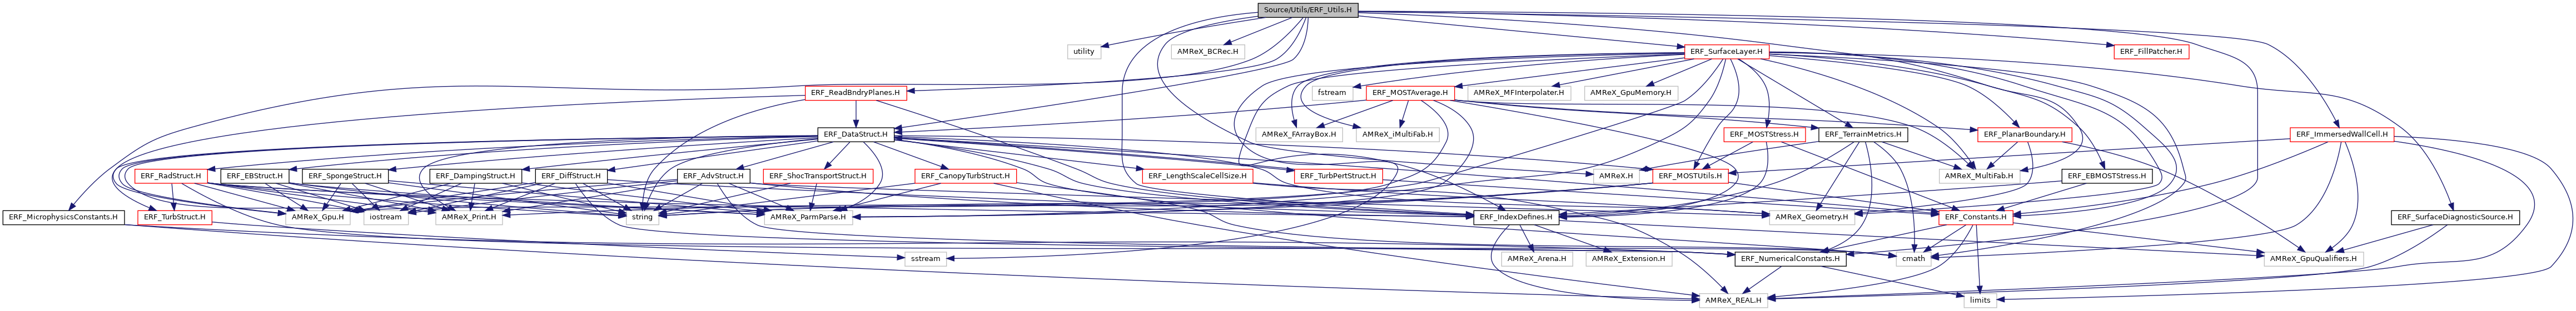 Source/Utils/ERF_Utils.H
utility
AMReX_BCRec.H
ERF_SurfaceLayer.H
ERF_FillPatcher.H
ERF_ReadBndryPlanes.H
fstream
ERF_MOSTAverage.H
AMReX_MFInterpolater.H
AMReX_GpuMemory.H
ERF_DataStruct.H
AMReX_FArrayBox.H
AMReX_iMultiFab.H
ERF_MOSTStress.H
ERF_TerrainMetrics.H
ERF_PlanarBoundary.H
ERF_ImmersedWallCell.H
ERF_RadStruct.H
ERF_EBStruct.H
ERF_SpongeStruct.H
ERF_DampingStruct.H
ERF_DiffStruct.H
ERF_AdvStruct.H
ERF_ShocTransportStruct.H
ERF_CanopyTurbStruct.H
ERF_LengthScaleCellSize.H
ERF_TurbPertStruct.H
AMReX.H
ERF_MOSTUtils.H
AMReX_MultiFab.H
ERF_EBMOSTStress.H
ERF_MicrophysicsConstants.H
ERF_TurbStruct.H
AMReX_Gpu.H
iostream
AMReX_Print.H
string
AMReX_ParmParse.H
ERF_IndexDefines.H
AMReX_Geometry.H
ERF_Constants.H
ERF_SurfaceDiagnosticSource.H
sstream
AMReX_Arena.H
AMReX_Extension.H
ERF_NumericalConstants.H
cmath
AMReX_GpuQualifiers.H
AMReX_REAL.H
limits